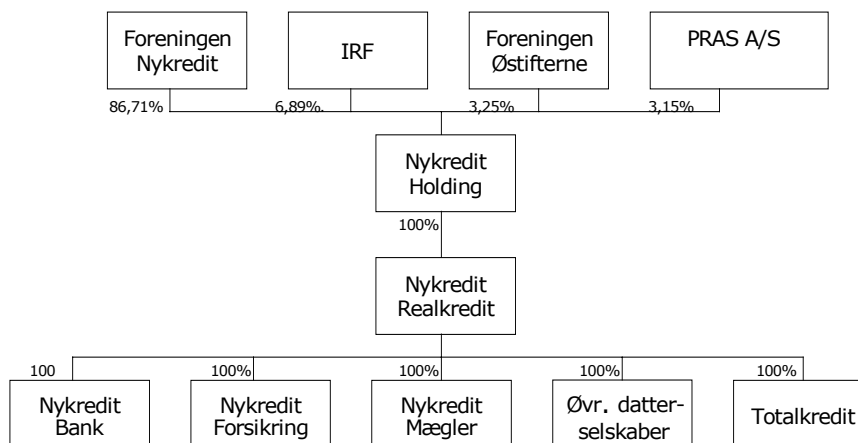 Foreningen
Nykredit
IRF
Foreningen
Østifterne
PRAS A/S
86,71%
6,89%.
3,25%
3,15%
Nykredit
Holding
100%
Nykredit
Realkredit
100
100%
100%
100%
100%
Nykredit
Bank
Nykredit
Forsikring
Nykredit
Mægler
Øvr. datter-
selskaber
Totalkredit